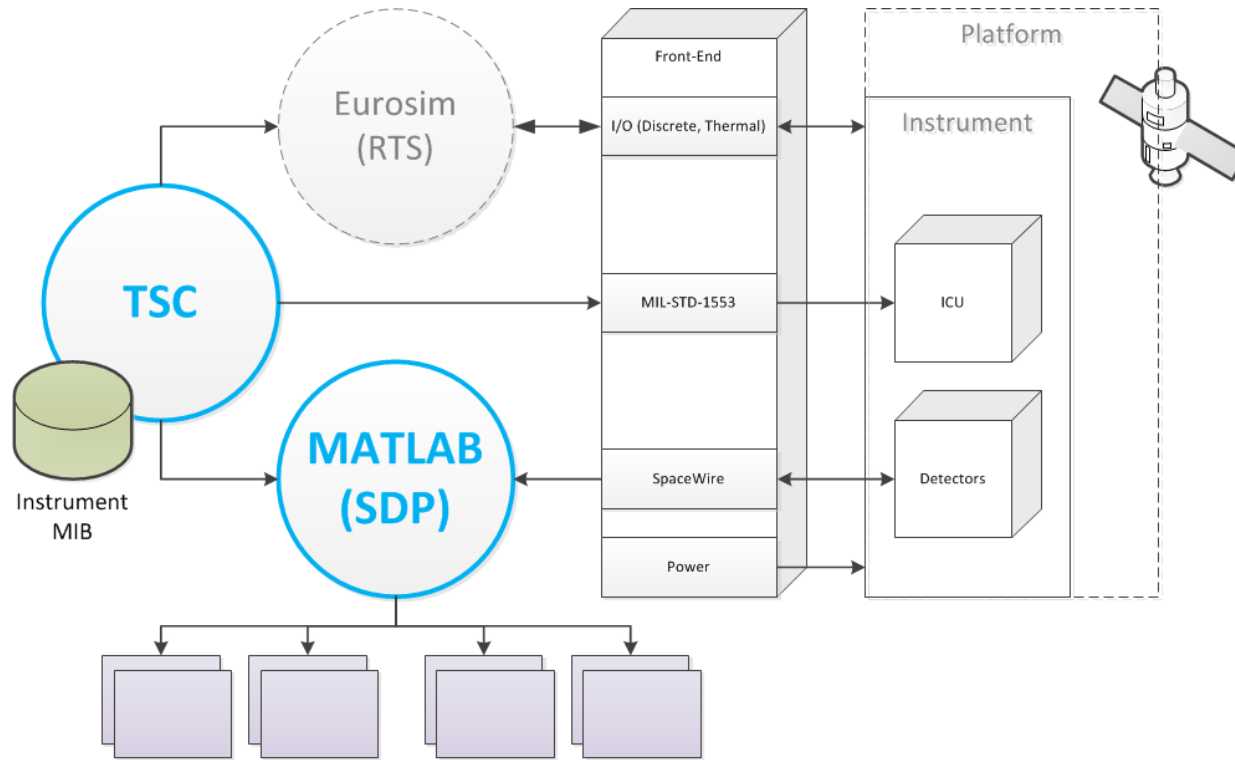 Platform
Front-End
Eurosim
(RTS)
I/O (Discrete, Thermal)
Instrument
TSC
MIL-STD-1553
ICU
MATLAB
(SDP)
SpaceWire
Detectors
Instrument
MIB
Power